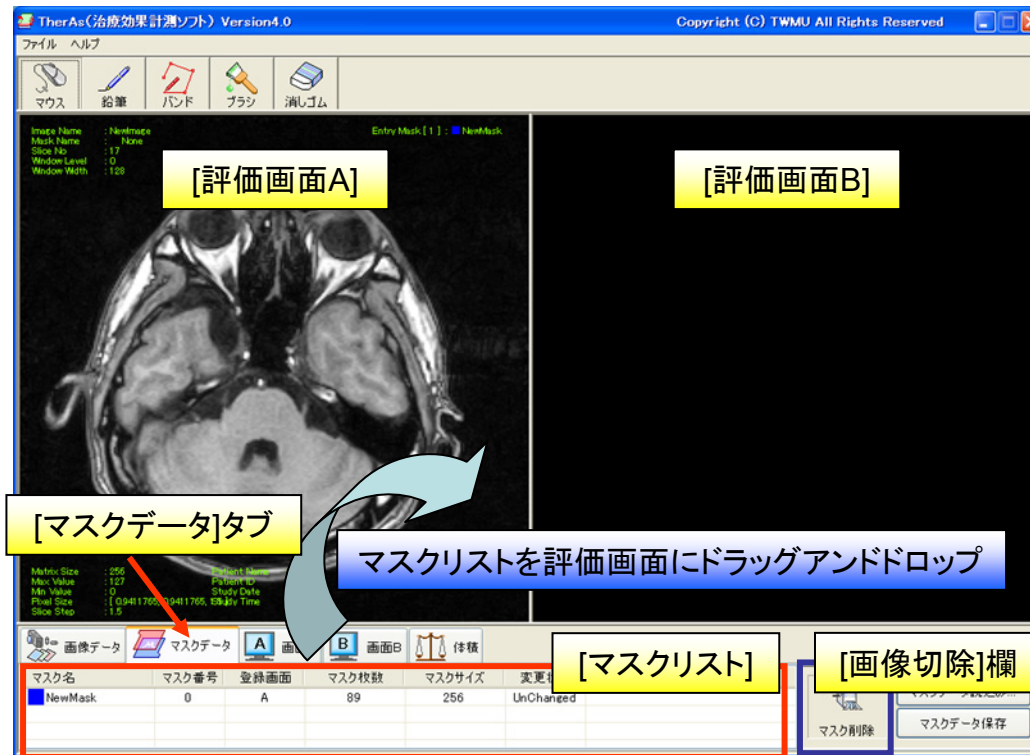 TherAs(治療効果計測ソフト) Version4.0
Copyright (C) TWMU All Rights Reserved
ファイル ヘルプ
マウス 鉛筆 バンド ブラシ 消しゴム
Image Name : NewImage
Entry Mask [ 1 ] : NewMask
Mask Name : None
Slice No : 17
Window Level : 0
Window Width : 128
[評価画面A]
[評価画面B]
[マスクデータ]タブ
マスクリストを評価画面にドラッグアンドドロップ
Matrix Size : 256
Max Value : 127
Patient ID
Min Value : 0
Study Date
Pixel Size : [ 0.9411765, 0.9411765,
Slice Step : 1.5
画像データ マスクデータ A B 画面B 体積
[マスクリスト]
[画像切除]欄
マスク名 マスク番号 登録画面 マスク枚数 マスクサイズ
NewMask 0 A 89 256 UnChanged
マスク削除
マスクデータ保存